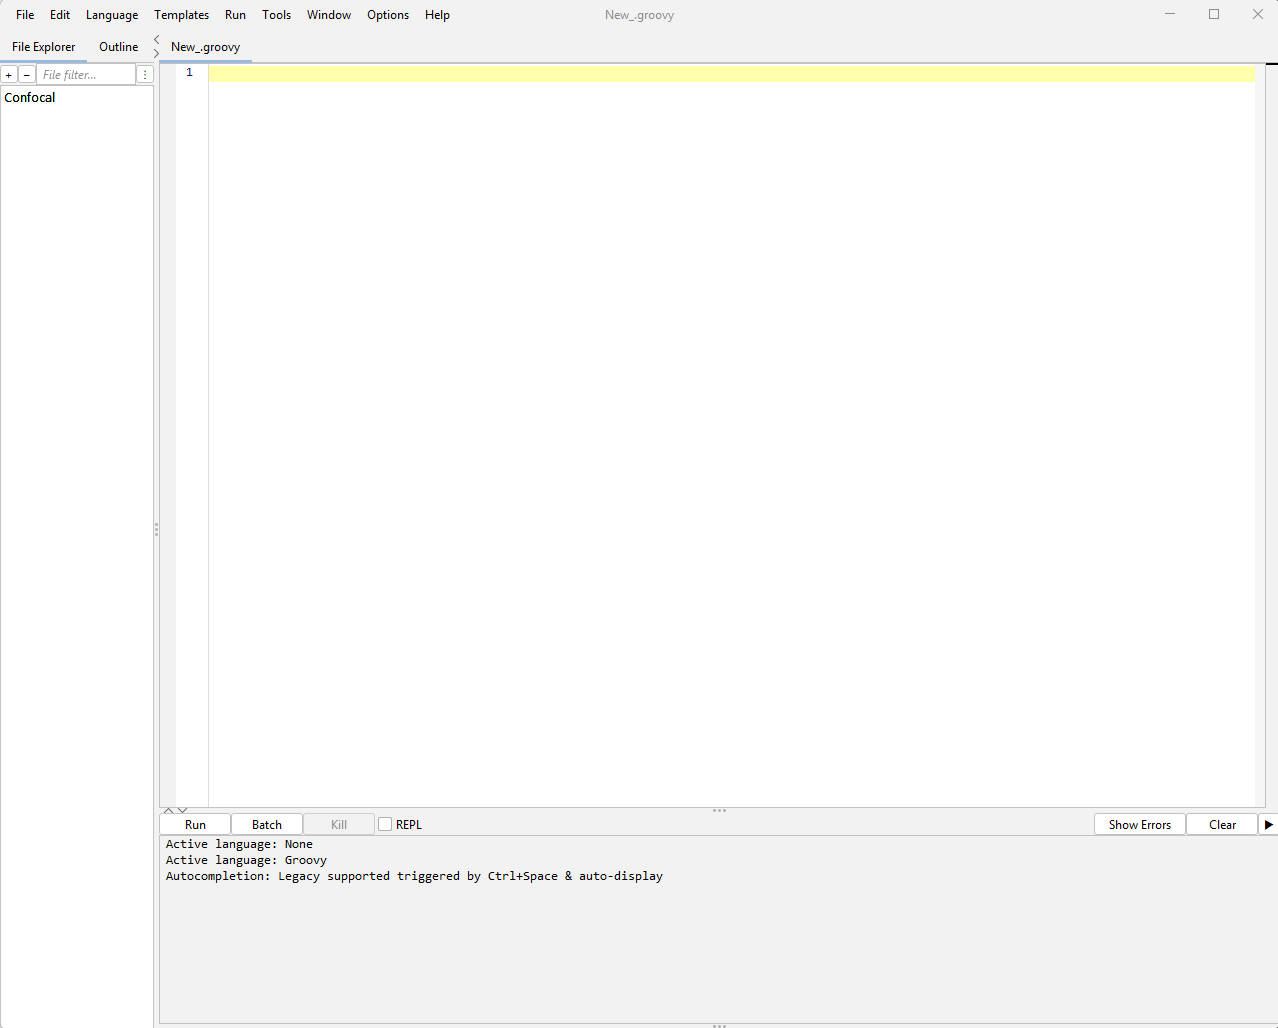 File Edit Language Templates Run Tools Window Options Help New_.groovy
File Explorer Outline New_.groovy
+ − File filter...
1
Confocal
Run Batch Kill REPL Show Errors Clear
Active language: None
Active language: Groovy
Autocompletion: Legacy supported triggered by Ctrl+Space & auto-display